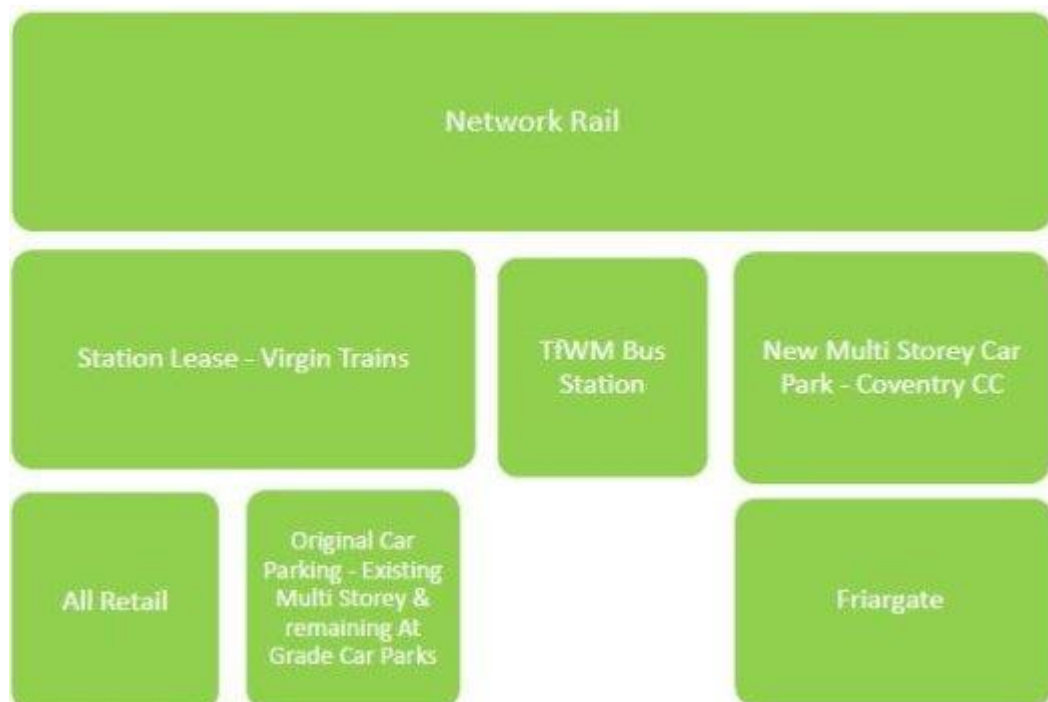 Network Rail
Station Lease - Virgin Trains
TfWM Bus
Station
New Multi Storey Car
Park - Coventry CC
All Retail
Original Car
Parking - Existing
Multi Storey &
remaining At
Grade Car Parks
Friargate